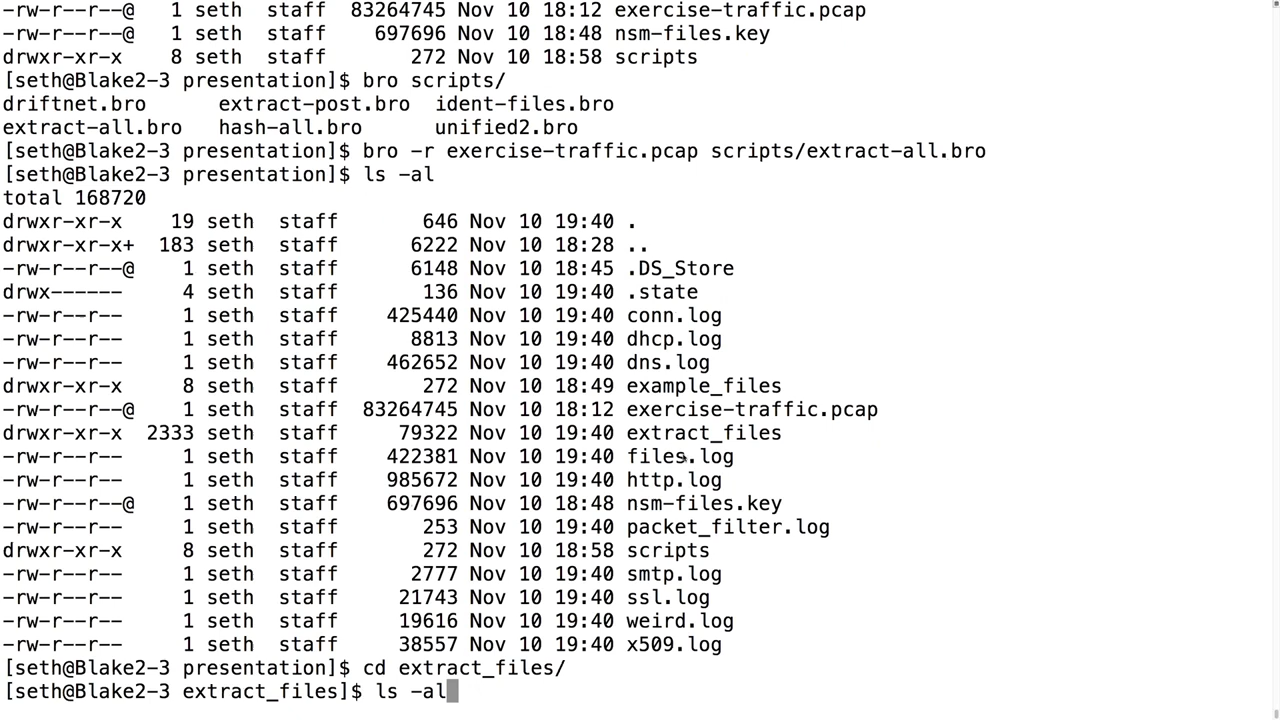 -rw-r--r--@    1 seth  staff  83264745 Nov 10 18:12 exercise-traffic.pcap
-rw-r--r--@    1 seth  staff    697696 Nov 10 18:48 nsm-files.key
drwxr-xr-x     8 seth  staff       272 Nov 10 18:58 scripts
[seth@Blake2-3 presentation]$ bro scripts/
driftnet.bro      extract-post.bro  ident-files.bro
extract-all.bro   hash-all.bro      unified2.bro
[seth@Blake2-3 presentation]$ bro -r exercise-traffic.pcap scripts/extract-all.bro
[seth@Blake2-3 presentation]$ ls -al
total 168720
drwxr-xr-x    19 seth  staff       646 Nov 10 19:40 .
drwxr-xr-x+  183 seth  staff      6222 Nov 10 18:28 ..
-rw-r--r--@    1 seth  staff      6148 Nov 10 18:45 .DS_Store
drwx------     4 seth  staff       136 Nov 10 19:40 .state
-rw-r--r--     1 seth  staff    425440 Nov 10 19:40 conn.log
-rw-r--r--     1 seth  staff      8813 Nov 10 19:40 dhcp.log
-rw-r--r--     1 seth  staff    462652 Nov 10 19:40 dns.log
drwxr-xr-x     8 seth  staff       272 Nov 10 18:49 example_files
-rw-r--r--@    1 seth  staff  83264745 Nov 10 18:12 exercise-traffic.pcap
drwxr-xr-x  2333 seth  staff     79322 Nov 10 19:40 extract_files
-rw-r--r--     1 seth  staff    422381 Nov 10 19:40 files.log
-rw-r--r--     1 seth  staff    985672 Nov 10 19:40 http.log
-rw-r--r--@    1 seth  staff    697696 Nov 10 18:48 nsm-files.key
-rw-r--r--     1 seth  staff       253 Nov 10 19:40 packet_filter.log
drwxr-xr-x     8 seth  staff       272 Nov 10 18:58 scripts
-rw-r--r--     1 seth  staff      2777 Nov 10 19:40 smtp.log
-rw-r--r--     1 seth  staff     21743 Nov 10 19:40 ssl.log
-rw-r--r--     1 seth  staff     19616 Nov 10 19:40 weird.log
-rw-r--r--     1 seth  staff     38557 Nov 10 19:40 x509.log
[seth@Blake2-3 presentation]$ cd extract_files/
[seth@Blake2-3 extract_files]$ ls -al